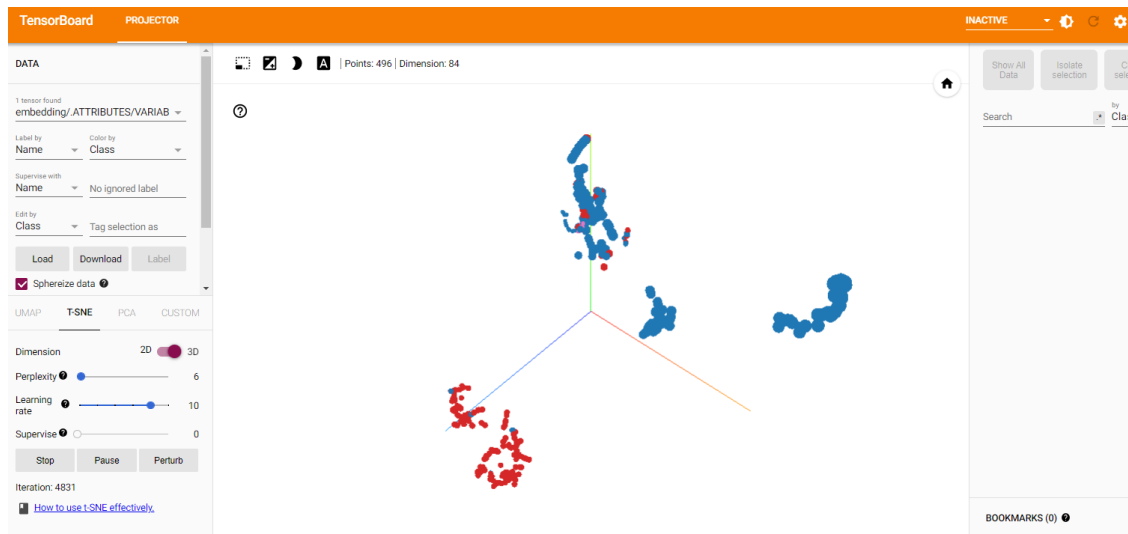 TensorBoard PROJECTOR INACTIVE
DATA
1 tensor found
embedding/.ATTRIBUTES/VARIAB
Label by Color by
Name Class
Supervise with
Name No ignored label
Edit by
Class Tag selection as
Load Download Label
Sphereize data
UMAP T-SNE PCA CUSTOM
Dimension 2D 3D
Perplexity 6
Learning
rate 10
Supervise 0
Stop Pause Perturb
Iteration: 4831
How to use t-SNE effectively.
A | Points: 496 | Dimension: 84
Show All
Data
Isolate
selection
C
sele
Search .* by
Clas
BOOKMARKS (0)